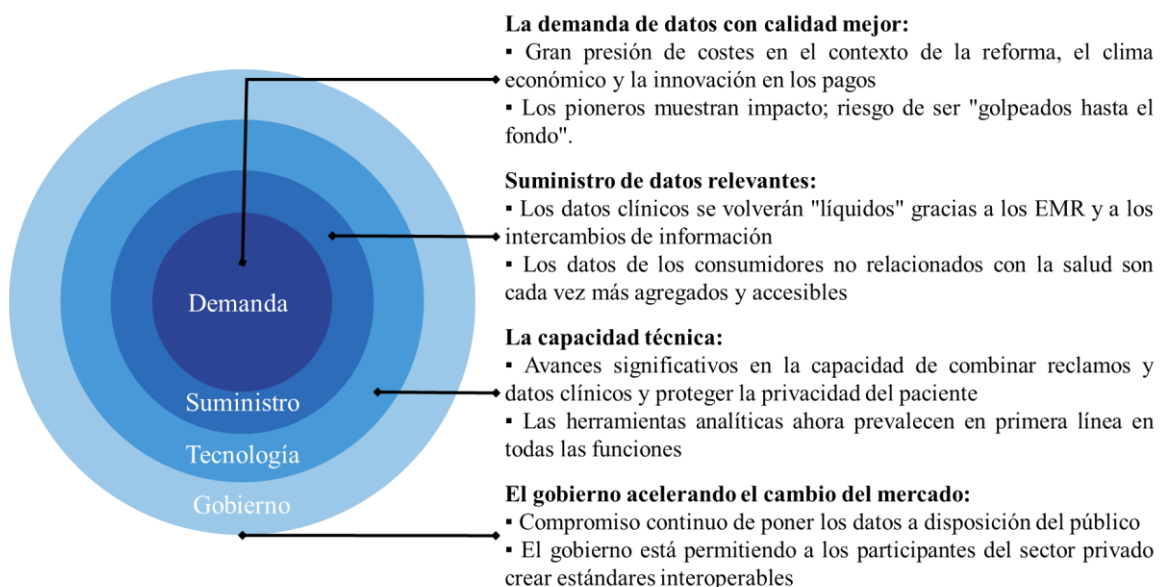 La demanda de datos con calidad mejor:
▪ Gran presión de costes en el contexto de la reforma, el clima
económico y la innovación en los pagos
▪ Los pioneros muestran impacto; riesgo de ser "golpeados hasta el
fondo".
Suministro de datos relevantes:
▪ Los datos clínicos se volverán "líquidos" gracias a los EMR y a los
intercambios de información
▪ Los datos de los consumidores no relacionados con la salud son
cada vez más agregados y accesibles
La capacidad técnica:
▪ Avances significativos en la capacidad de combinar reclamos y
datos clínicos y proteger la privacidad del paciente
▪ Las herramientas analíticas ahora prevalecen en primera línea en
todas las funciones
El gobierno acelerando el cambio del mercado:
▪ Compromiso continuo de poner los datos a disposición del público
▪ El gobierno está permitiendo a los participantes del sector privado
crear estándares interoperables
Demanda
Suministro
Tecnología
Gobierno